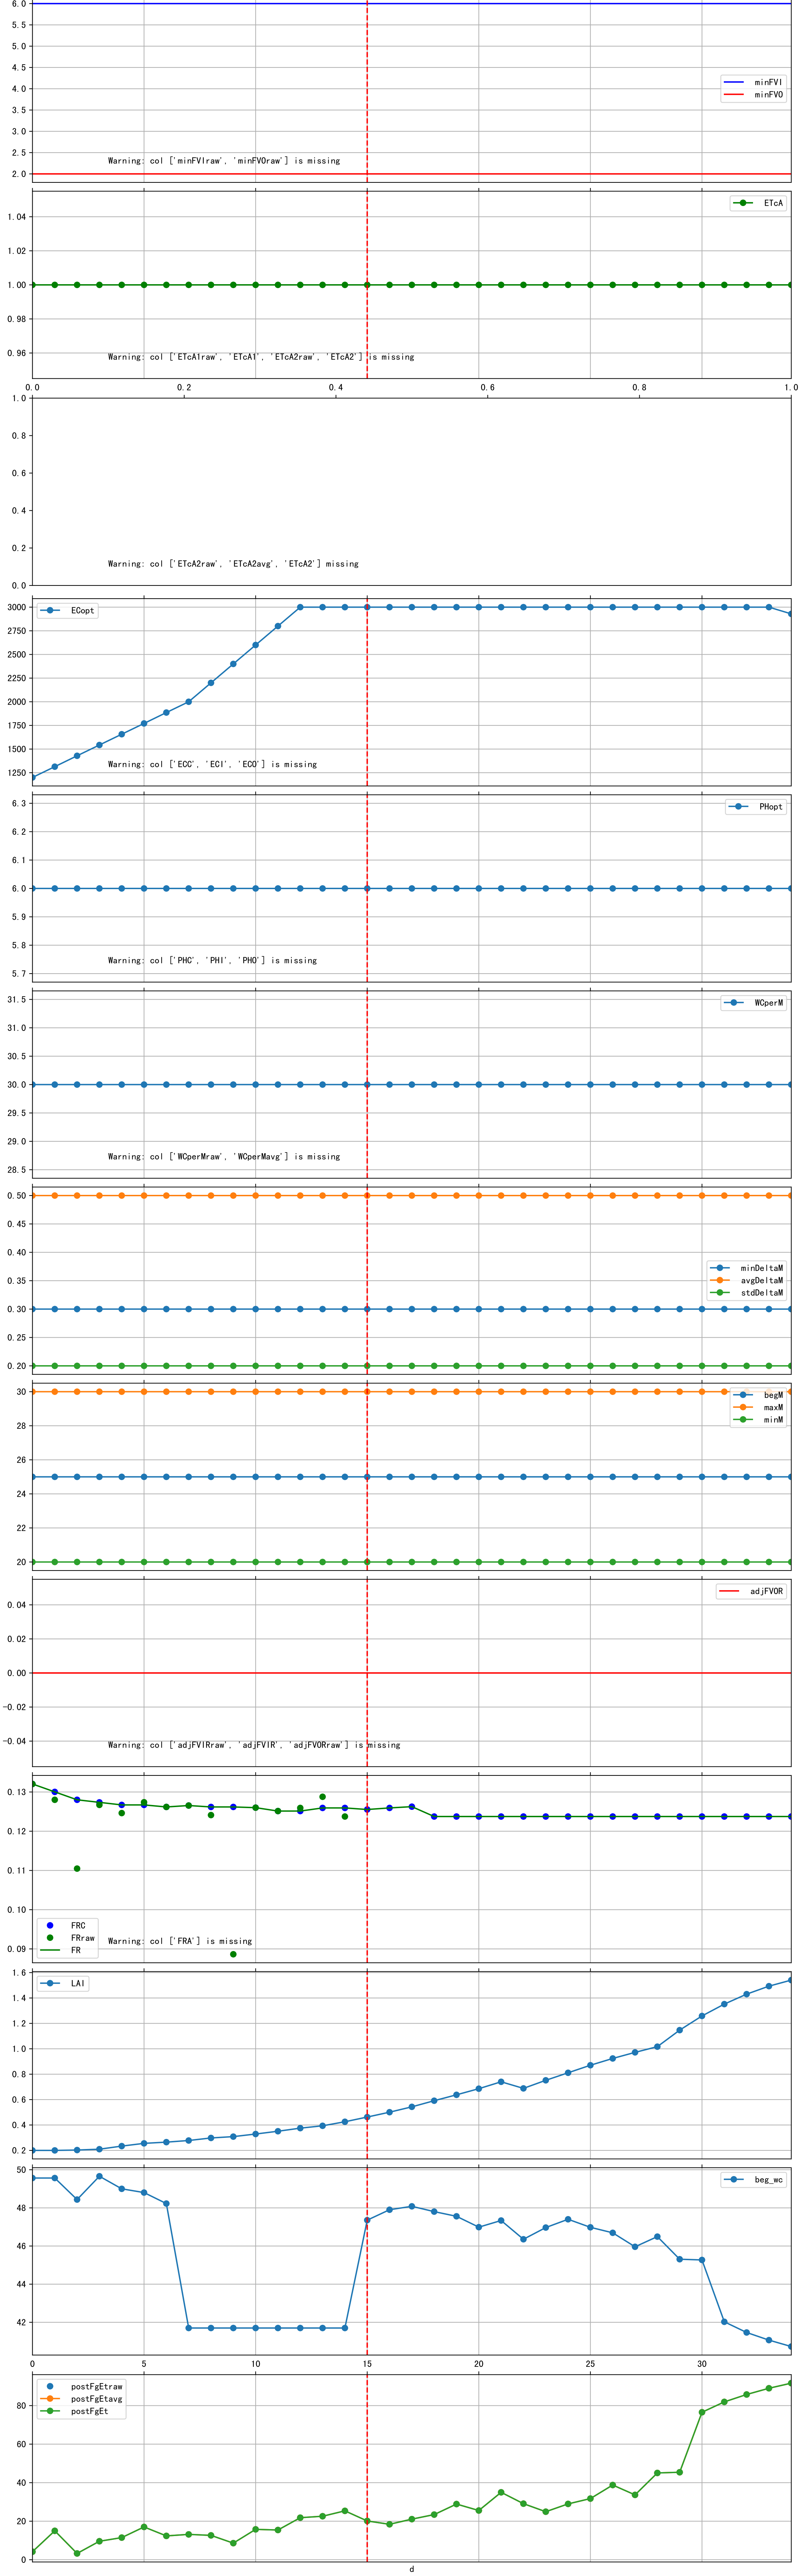 6.0
5.5
5.0
4.5
4.0
3.5
3.0
2.5
2.0
minFVI
minFVO
Warning: col ['minFVIraw', 'minFVOraw'] is missing
1.04
1.02
1.00
0.98
0.96
ETcA
Warning: col ['ETcA1raw', 'ETcA1', 'ETcA2raw', 'ETcA2'] is missing
0.0 0.2 0.4 0.6 0.8 1.0
1.0
0.8
0.6
0.4
0.2
0.0
Warning: col ['ETcA2raw', 'ETcA2avg', 'ETcA2'] missing
3000
2750
2500
2250
2000
1750
1500
1250
ECopt
Warning: col ['ECC', 'ECI', 'ECO'] is missing
6.3
6.2
6.1
6.0
5.9
5.8
5.7
PHopt
Warning: col ['PHC', 'PHI', 'PHO'] is missing
31.5
31.0
30.5
30.0
29.5
29.0
28.5
WCperM
Warning: col ['WCperMraw', 'WCperMavg'] is missing
0.50
0.45
0.40
0.35
0.30
0.25
0.20
minDeltaM
avgDeltaM
stdDeltaM
30
28
26
24
22
20
begM
maxM
minM
0.04
0.02
0.00
-0.02
-0.04
adjFVOR
Warning: col ['adjFVIRraw', 'adjFVIR', 'adjFVORraw'] is missing
0.13
0.12
0.11
0.10
0.09
FRC
FRraw
FR
Warning: col ['FRA'] is missing
1.6
1.4
1.2
1.0
0.8
0.6
0.4
0.2
LAI
50
48
46
44
42
beg_wc
0 5 10 15 20 25 30
80
60
40
20
0
postFgEtraw
postFgEtavg
postFgEt
d